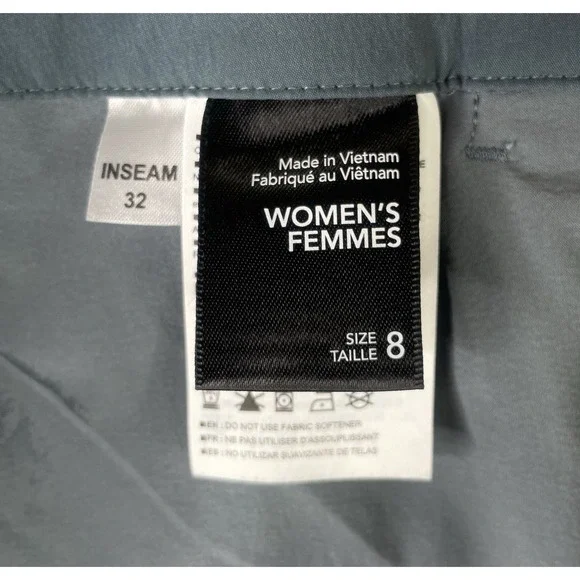 INSEAM
32
Made in Vietnam
Fabriqué au Viêtnam
WOMEN'S
FEMMES
SIZE
TAILLE 8
EN : DO NOT USE FABRIC SOFTENER
FR : NE PAS UTILISER D'ASSOUPLISSANT
ES : NO UTILIZAR SUAVIZANTE DE TELAS